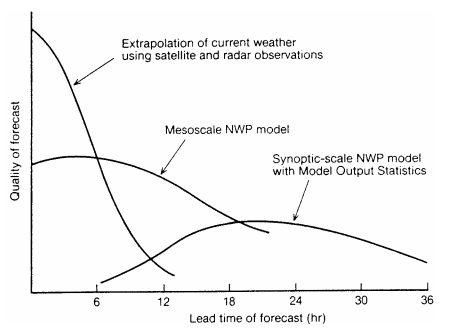 Extrapolation of current weather
using satellite and radar observations
Mesoscale NWP model
Synoptic-scale NWP model
with Model Output Statistics
Quality of forecast
6 12 18 24 30 36
Lead time of forecast (hr)